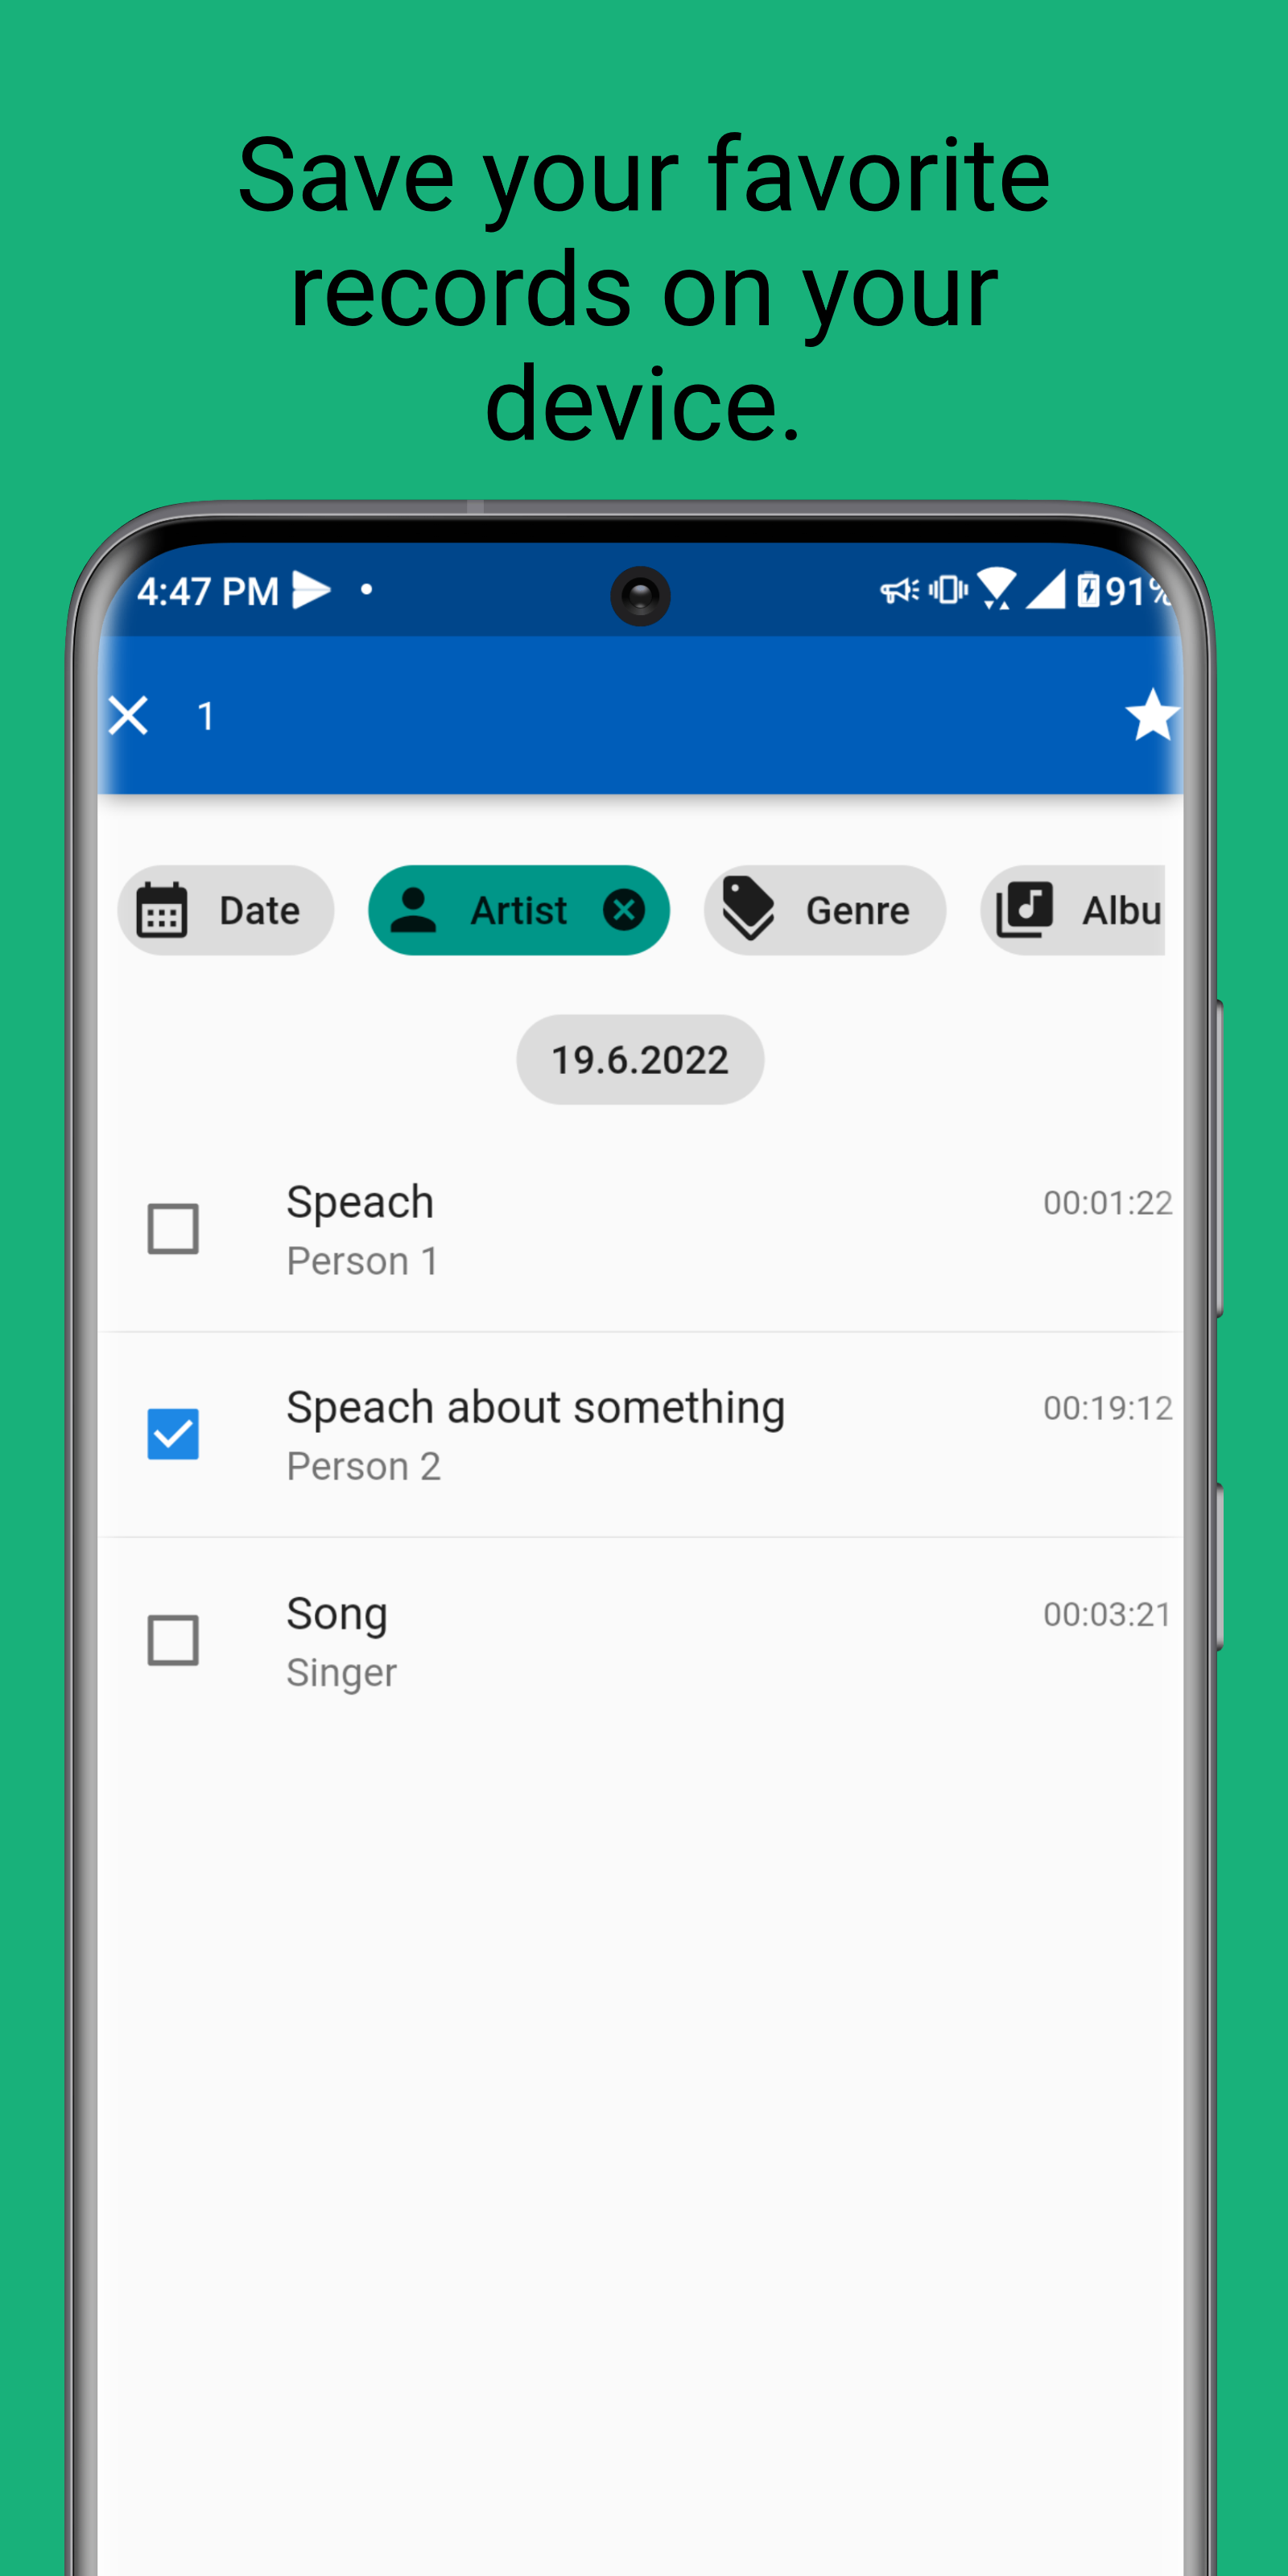 Save your favorite
records on your
device.
4:47 PM 91%
1
Date Artist Genre Albu
19.6.2022
Speach 00:01:22
Person 1
Speach about something 00:19:12
Person 2
Song 00:03:21
Singer